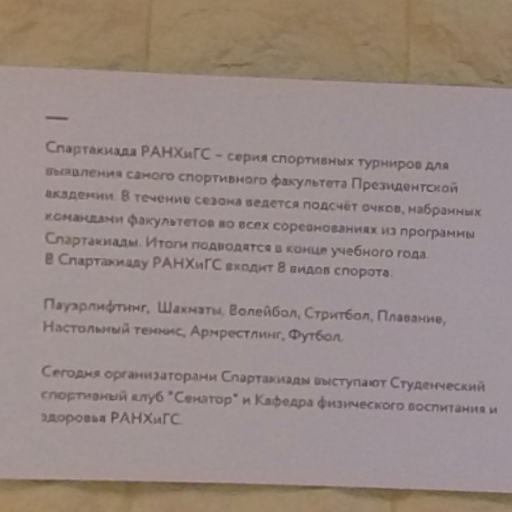 Спартакиада РАНХиГС – серия спортивных турниров для
выявления самого спортивного факультета Президентской
академии. В течение сезона ведется подсчёт очков, набранных
командами факультетов во всех соревнованиях из программы
Спартакиады. Итоги подводятся в конце учебного года.
В Спартакиаду РАНХиГС входит 8 видов спорота.
Пауэрлифтинг, Шахматы, Волейбол, Стритбол, Плавание,
Настольный теннис, Армрестлинг, Футбол.
Сегодня организаторами Спартакиады выступают Студенческий
спортивный клуб "Сенатор" и Кафедра физического воспитания и
здоровья РАНХиГС.